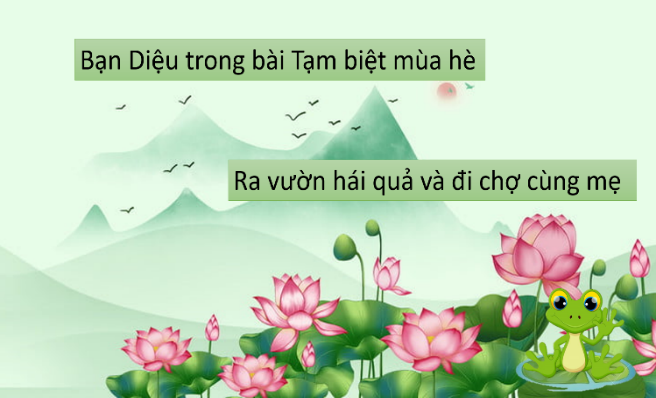 Bạn Diệu trong bài Tạm biệt mùa hè
Ra vườn hái quả và đi chợ cùng mẹ